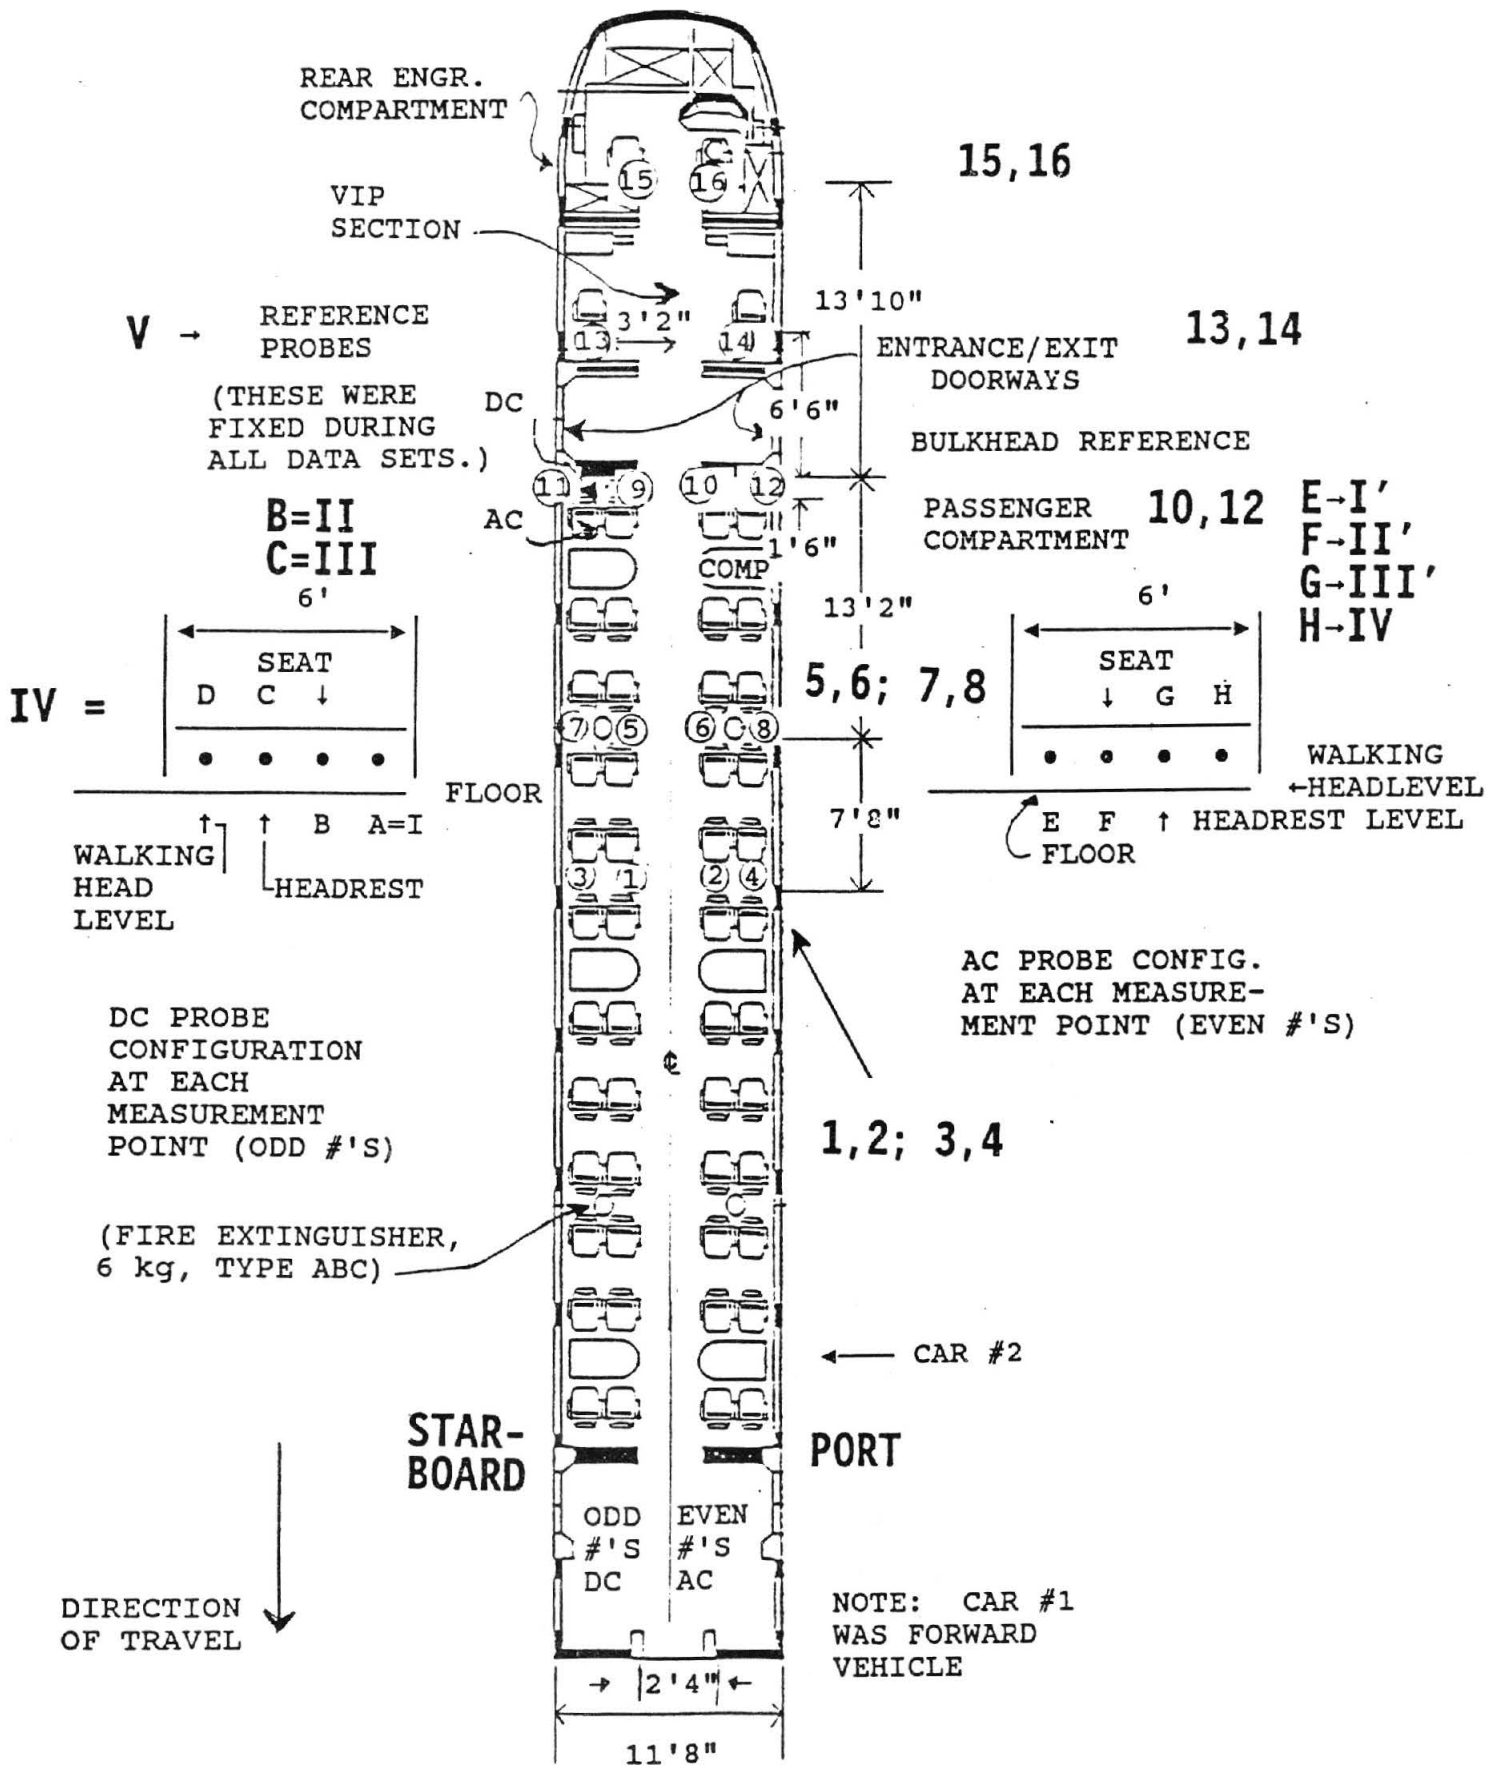 REAR ENGR.
COMPARTMENT
15,16
15
16
VIP
SECTION
13'10"
V → REFERENCE
PROBES
3'2"
13
14
13,14
ENTRANCE/EXIT
DOORWAYS
(THESE WERE
FIXED DURING
ALL DATA SETS.)
DC
6'6"
BULKHEAD REFERENCE
11
9
10
12
B=II
C=III
AC
PASSENGER
COMPARTMENT
10,12
E→I'
F→II'
G→III'
H→IV
1'6"
COMP
13'2"
6'
SEAT
D C ↓
IV =
FLOOR
↑ ↑ B A=I
WALKING
HEAD
LEVEL
HEADREST
5,6; 7,8
7
5
6
8
6'
SEAT
↓ G H
WALKING
←HEADLEVEL
E F ↑ HEADREST LEVEL
FLOOR
7'8"
3
1
2
4
AC PROBE CONFIG.
AT EACH MEASURE-
MENT POINT (EVEN #'S)
DC PROBE
CONFIGURATION
AT EACH
MEASUREMENT
POINT (ODD #'S)
℄
1,2; 3,4
(FIRE EXTINGUISHER,
6 kg, TYPE ABC)
← CAR #2
STAR-
BOARD
PORT
ODD
#'S
DC
EVEN
#'S
AC
DIRECTION
OF TRAVEL
NOTE: CAR #1
WAS FORWARD
VEHICLE
2'4"
11'8"